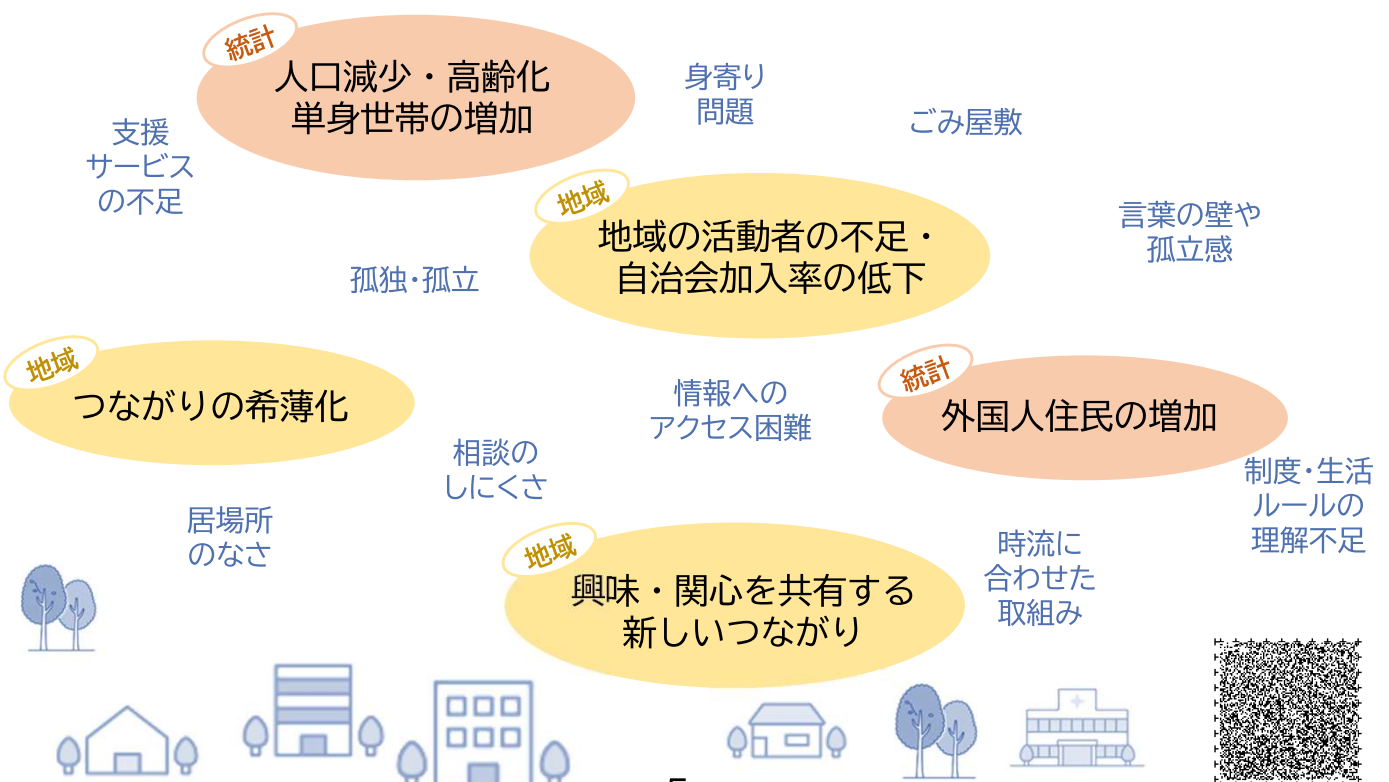 統計
人口減少・高齢化
単身世帯の増加
身寄り
問題
ごみ屋敷
支援
サービス
の不足
地域
地域の活動者の不足・
自治会加入率の低下
言葉の壁や
孤立感
孤独・孤立
地域
つながりの希薄化
情報への
アクセス困難
統計
外国人住民の増加
相談の
しにくさ
制度・生活
ルールの
理解不足
居場所
のなさ
地域
興味・関心を共有する
新しいつながり
時流に
合わせた
取組み